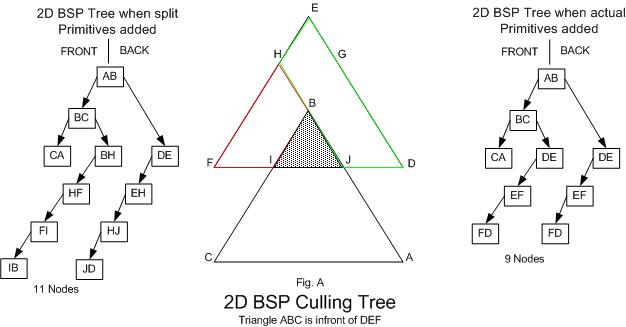 2D BSP Tree when split
Primitives added
FRONT BACK
AB
BC
CA BH DE
HF EH
FI HJ
IB JD
11 Nodes
E
H G
B
F I J D
C A
Fig. A
2D BSP Culling Tree
Triangle ABC is infront of DEF
2D BSP Tree when actual
Primitives added
FRONT BACK
AB
BC
CA DE DE
EF EF
FD FD
9 Nodes